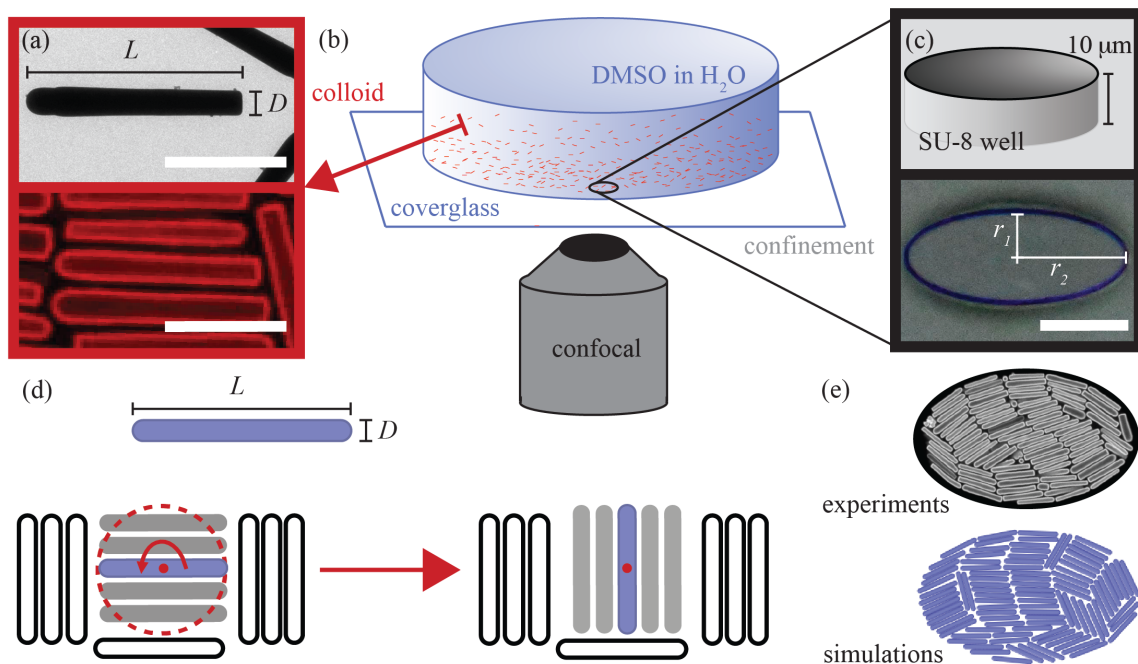 (a)
L
D
colloid
(b)
DMSO in H₂O
coverglass
confinement
confocal
(c)
10 μm
SU-8 well
r₁
r₂
(d)
L
D
(e)
experiments
simulations